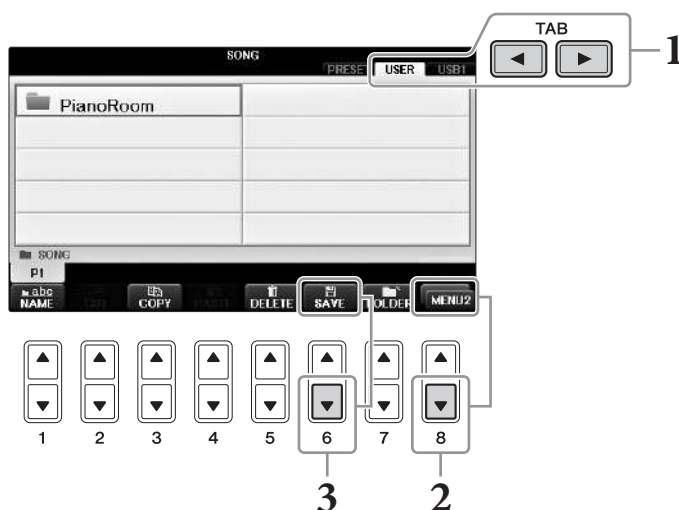 TAB
1
SONG
PRESET USER USB1
PianoRoom
SONG
P1
abc
NAME COPY DELETE SAVE FOLDER MENU2
1 2 3 4 5 6 7 8
3 2